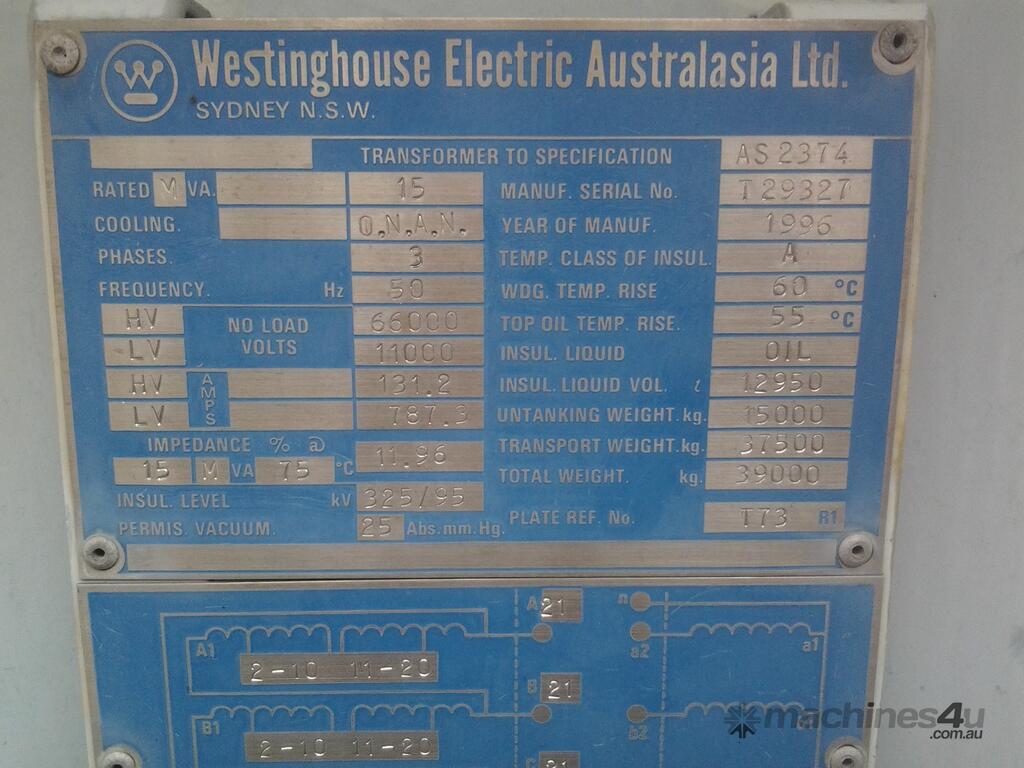 Westinghouse Electric Australasia Ltd.
SYDNEY N.S.W.
TRANSFORMER TO SPECIFICATION AS 2374
RATED M VA. 15 MANUF. SERIAL No. T 29327
COOLING. O.N.A.N. YEAR OF MANUF. 1996
PHASES. 3 TEMP. CLASS OF INSUL. A
FREQUENCY. Hz 50 WDG. TEMP. RISE 60 °C
HV NO LOAD VOLTS 66000 TOP OIL TEMP. RISE. 55 °C
LV 11000 INSUL. LIQUID OIL
HV AMPS 131.2 INSUL. LIQUID VOL. ℓ 12950
LV 787.3 UNTANKING WEIGHT. kg. 15000
IMPEDANCE % @ 11.96 TRANSPORT WEIGHT. kg. 37500
15 M VA 75 °C TOTAL WEIGHT. kg. 39000
INSUL. LEVEL kV 325/95 PLATE REF. No. T73 R1
PERMIS. VACUUM. 25 Abs.mm.Hg.
A 21 n
A1 a2 a1
2-10 11-20
B 21
B1 b2
2-10 11-20
C 21
machines4u
.com.au